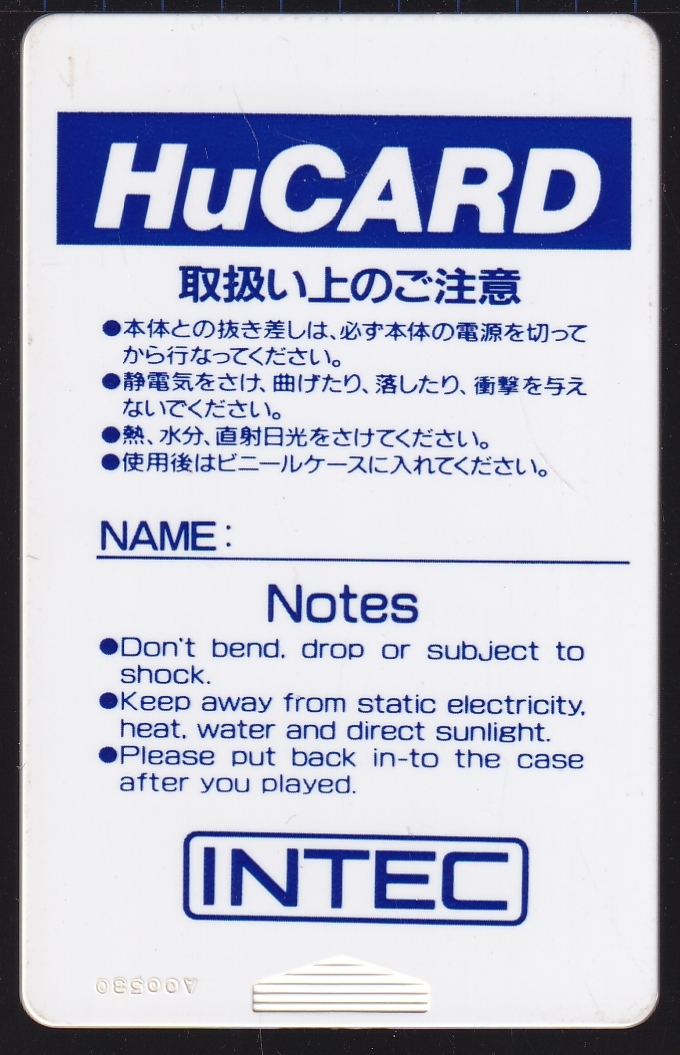 HuCARD
取扱い上のご注意
●本体との抜き差しは、必ず本体の電源を切って
から行なってください。
●静電気をさけ、曲げたり、落したり、衝撃を与え
ないでください。
●熱、水分、直射日光をさけてください。
●使用後はビニールケースに入れてください。
NAME:
Notes
●Don't bend, drop or subject to
shock.
●Keep away from static electricity,
heat, water and direct sunlight.
●Please put back in-to the case
after you played.
INTEC